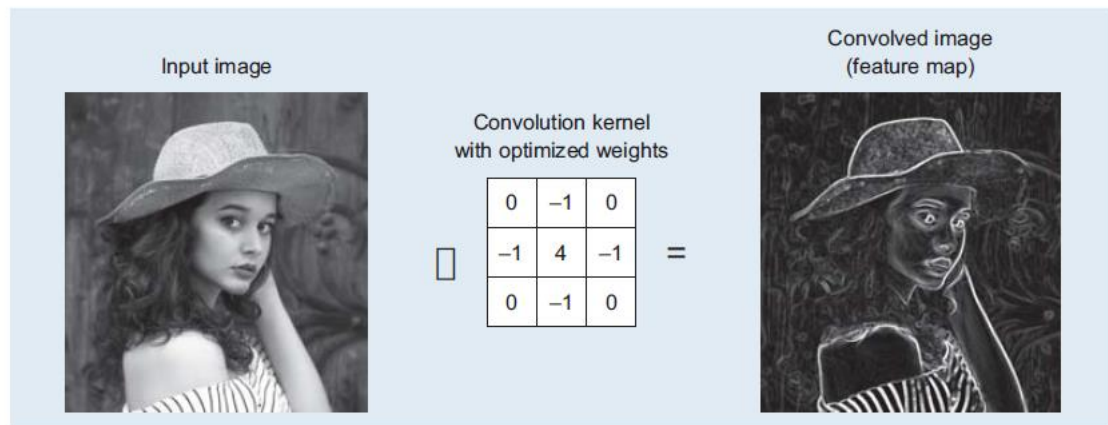 Input image
Convolution kernel
with optimized weights
Convolved image
(feature map)
0 –1 0
▯ –1 4 –1 =
0 –1 0